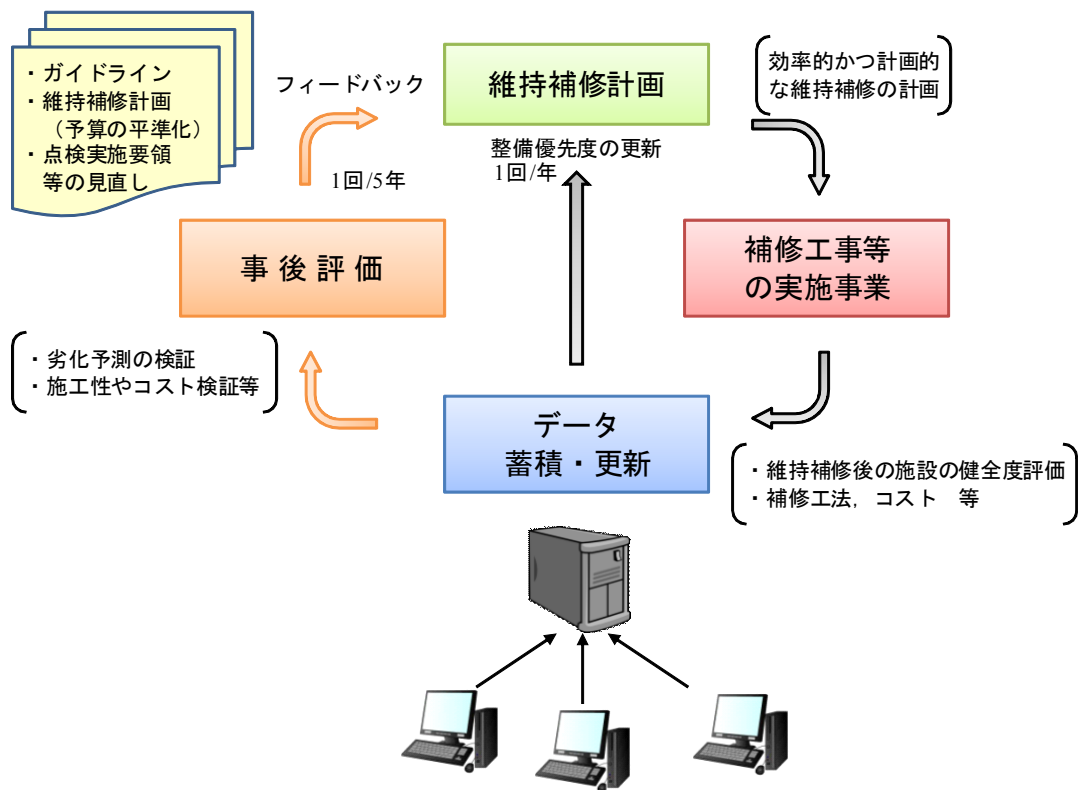 ・ガイドライン
・維持補修計画
（予算の平準化）
・点検実施要領
等の見直し
フィードバック
1回/5年
維持補修計画
効率的かつ計画的
な維持補修の計画
整備優先度の更新
1回/年
事後評価
補修工事等
の実施事業
・劣化予測の検証
・施工性やコスト検証等
データ
蓄積・更新
・維持補修後の施設の健全度評価
・補修工法，コスト　等